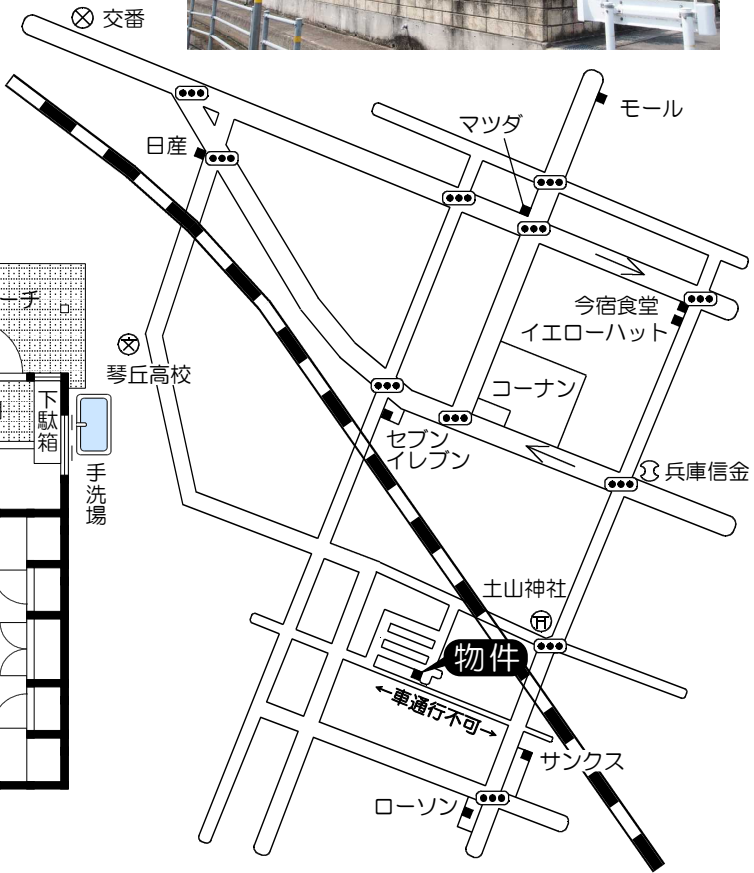 交番
モール
マツダ
日産
ーチ
今宿食堂
イエローハット
琴丘高校
下駄箱
コーナン
セブン
イレブン
手洗場
兵庫信金
土山神社
物件
←車通行不可→
サンクス
ローソン